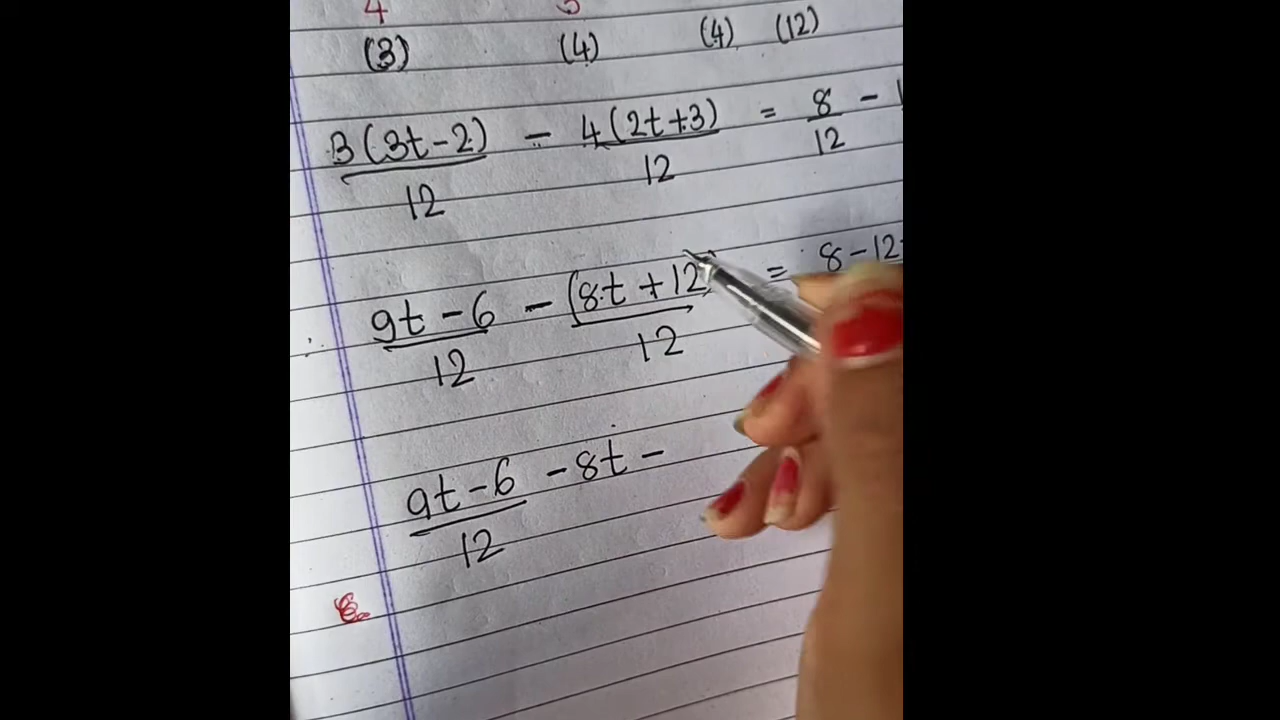 4
(3) (4) (4) (12)
3(3t-2)/12 - 4(2t+3)/12 = 8/12 -
9t-6/12 - (8t+12)/12 = 8-12
9t-6/12 - 8t -